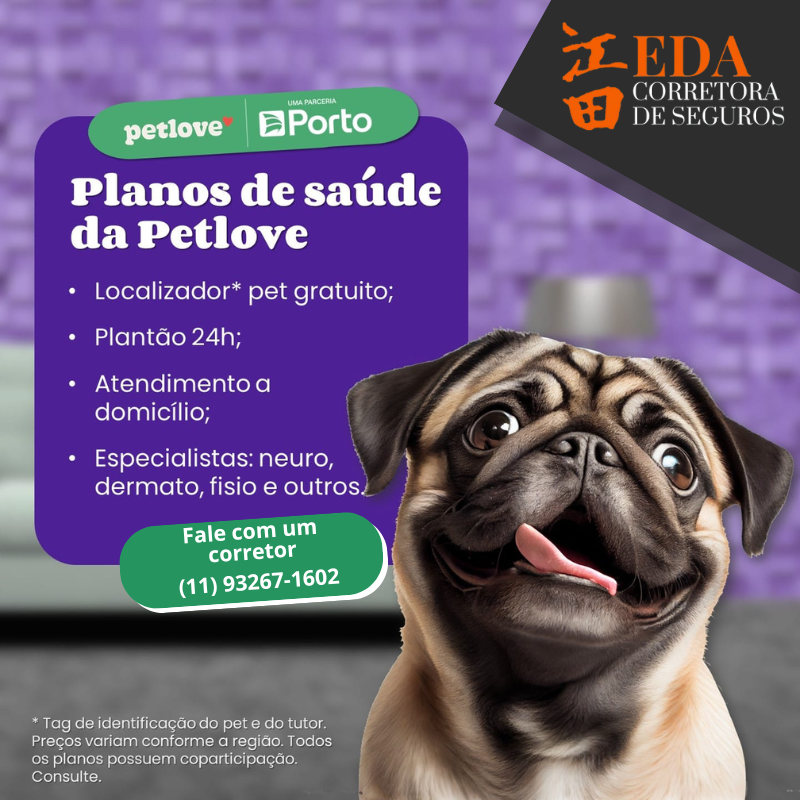 江田
EDA
CORRETORA
DE SEGUROS
petlove
UMA PARCERIA
Porto
Planos de saúde
da Petlove
• Localizador* pet gratuito;
• Plantão 24h;
• Atendimento a
domicílio;
• Especialistas: neuro,
dermato, fisio e outros.
Fale com um
corretor
(11) 93267-1602
* Tag de identificação do pet e do tutor.
Preços variam conforme a região. Todos
os planos possuem coparticipação.
Consulte.